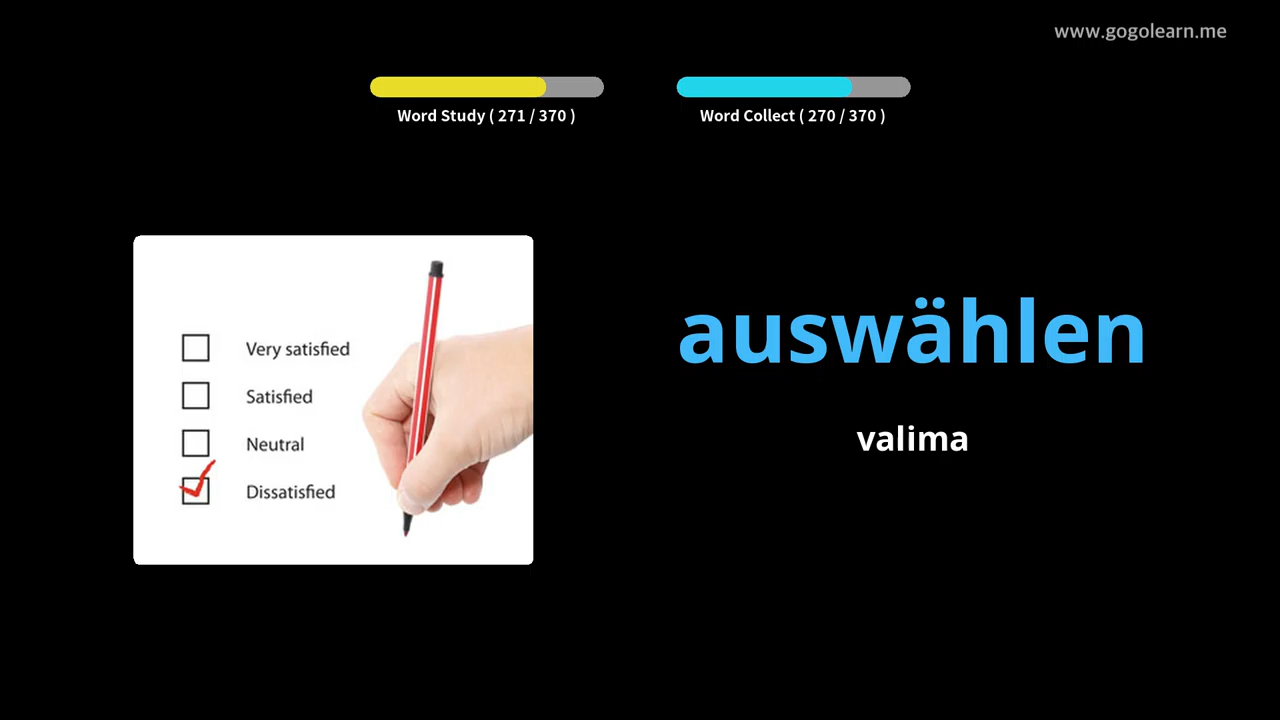 www.gogolearn.me
Word Study ( 271 / 370 )
Word Collect ( 270 / 370 )
Very satisfied
Satisfied
Neutral
Dissatisfied
auswählen
valima